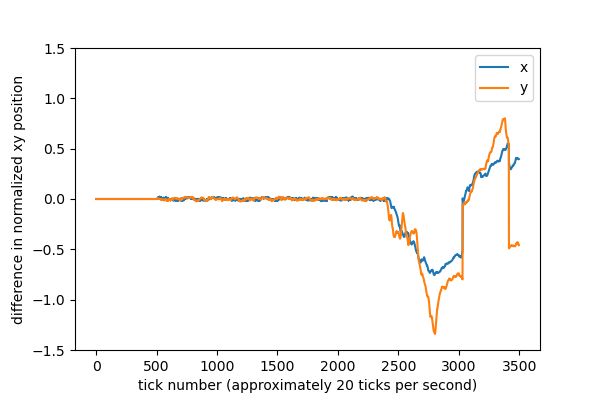 1.5
1.0
0.5
0.0
−0.5
−1.0
−1.5
difference in normalized xy position
x
y
0 500 1000 1500 2000 2500 3000 3500
tick number (approximately 20 ticks per second)